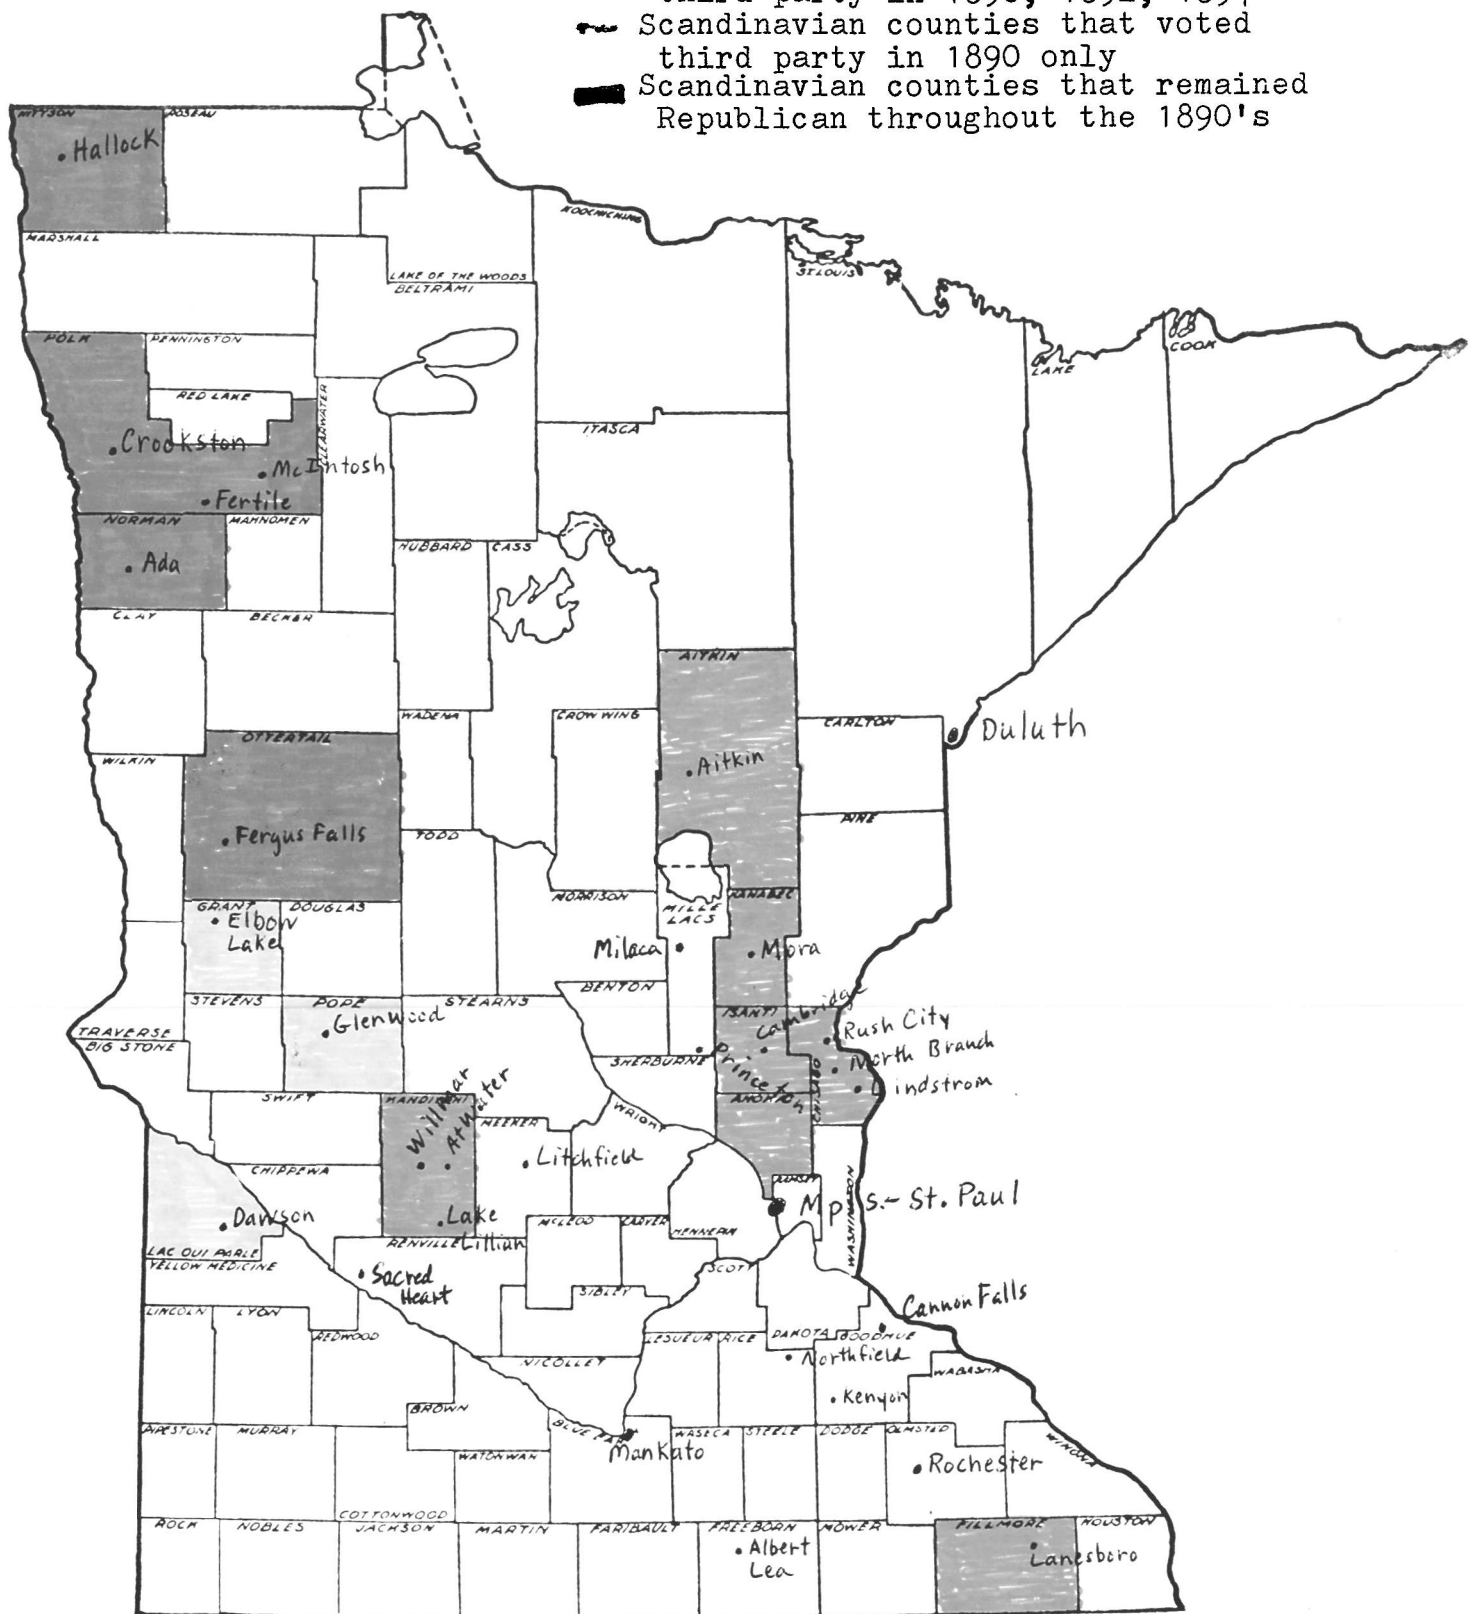 third party in 1890, 1892, 1894
Scandinavian counties that voted
third party in 1890 only
Scandinavian counties that remained
Republican throughout the 1890's
KITTSON
ROSEAU
Hallock
KOOCHICHING
MARSHALL
LAKE OF THE WOODS
BELTRAMI
ST. LOUIS
POLK
PENNINGTON
COOK
LAKE
RED LAKE
CLEARWATER
ITASCA
Crookston
McIntosh
Fertile
NORMAN
MAHNOMEN
HUBBARD
CASS
Ada
CLAY
BECKER
AITKIN
WADENA
CROW WING
CARLTON
Duluth
OTTERTAIL
WILKIN
Aitkin
Fergus Falls
TODD
PINE
MORRISON
KANABEC
GRANT
DOUGLAS
MILLE
LACS
Elbow
Lake
Milaca
Mora
BENTON
STEVENS
POPE
STEARNS
Glenwood
ISANTI
Cambridge
Rush City
TRAVERSE
BIG STONE
North Branch
SHERBURNE
Princeton
CHISAGO
Lindstrom
SWIFT
KANDIYOHI
ANOKA
Willmar
Atwater
MEEKER
WRIGHT
Litchfield
CHIPPEWA
RAMSEY
WASHINGTON
Mpls.-St. Paul
Dawson
Lake
Lillian
MCLEOD
CARVER
HENNEPIN
LAC QUI PARLE
RENVILLE
YELLOW MEDICINE
SCOTT
Sacred
Heart
SIBLEY
Cannon Falls
LINCOLN
LYON
REDWOOD
LESUEUR
RICE
DAKOTA
GOODHUE
NICOLLET
Northfield
WABASHA
Kenyon
BROWN
PIPESTONE
MURRAY
BLUE EARTH
WASECA
STEELE
DODGE
OLMSTED
WINONA
Mankato
WATONWAN
Rochester
COTTONWOOD
ROCK
NOBLES
JACKSON
MARTIN
FARIBAULT
FREEBORN
MOWER
FILLMORE
HOUSTON
Albert
Lea
Lanesboro